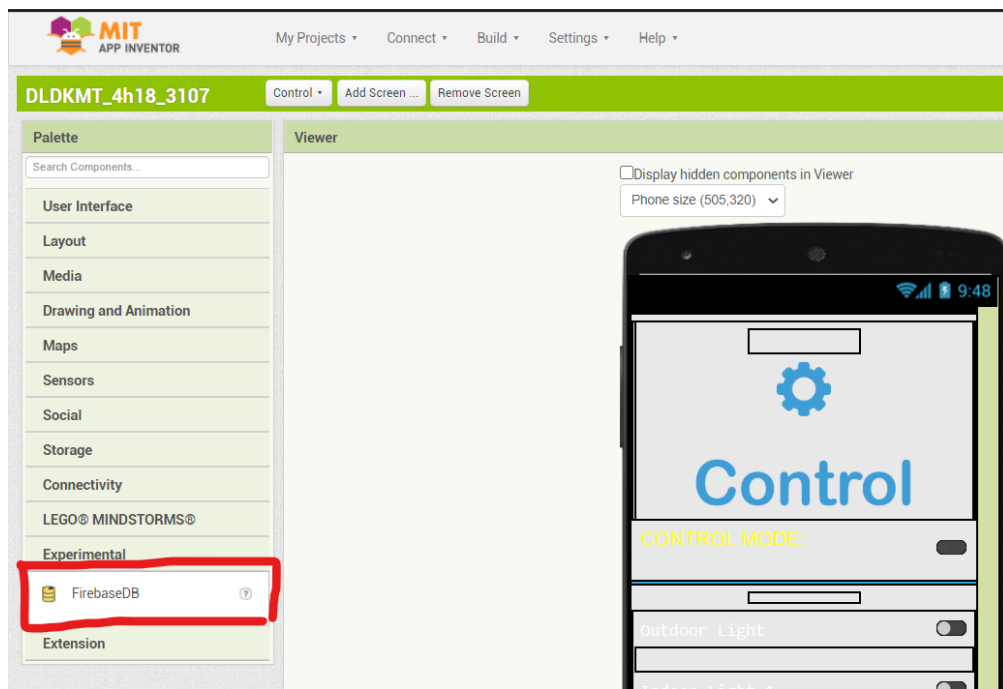 MIT
APP INVENTOR
My Projects Connect Build Settings Help
DLDKMT_4h18_3107
Control Add Screen ... Remove Screen
Palette
Search Components...
User Interface
Layout
Media
Drawing and Animation
Maps
Sensors
Social
Storage
Connectivity
LEGO® MINDSTORMS®
Experimental
FirebaseDB
?
Extension
Viewer
Display hidden components in Viewer
Phone size (505,320)
9:48
Control
CONTROL MODE:
Outdoor Light